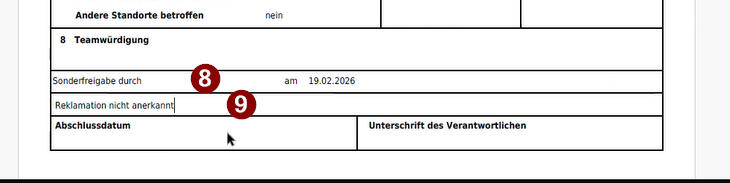 Andere Standorte betroffen nein
8 Teamwürdigung
Sonderfreigabe durch 8 am 19.02.2026
Reklamation nicht anerkannt 9
Abschlussdatum Unterschrift des Verantwortlichen